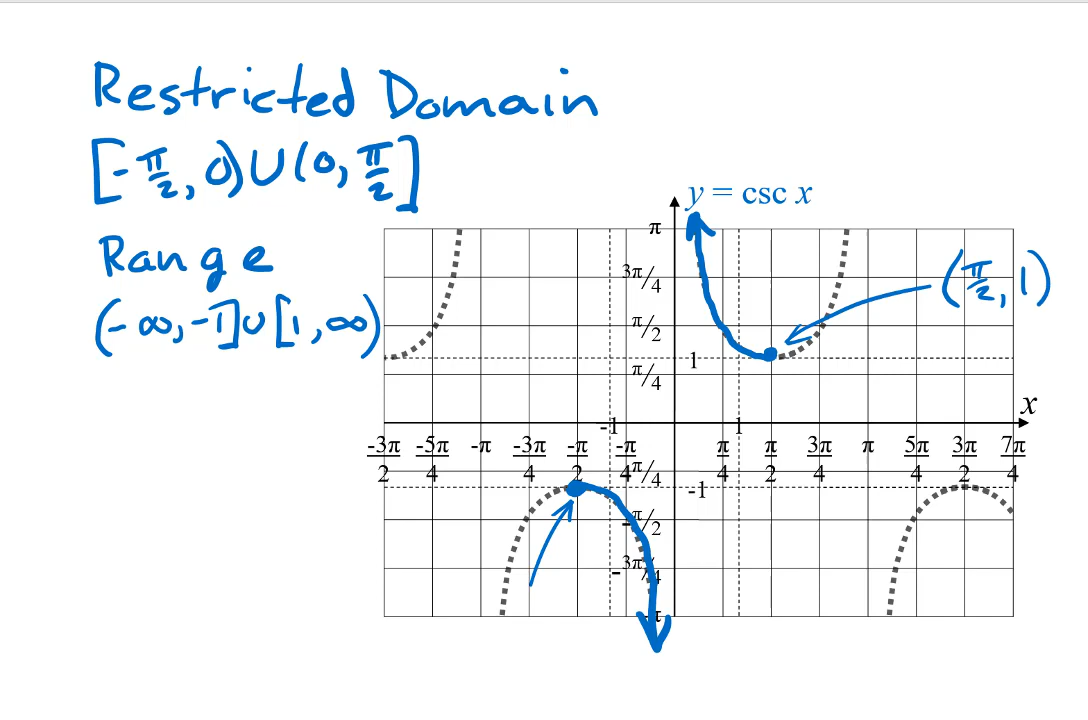 Restricted Domain
[-π/2, 0) ∪ (0, π/2]
y = csc x
Range
(-∞, -1] ∪ [1, ∞)
π
3π/4
(π/2, 1)
π/2
1
π/4
x
-1 1
-3π/2 -5π/4 -π -3π/4 -π/2 -π/4 π/4 π/2 3π/4 π 5π/4 3π/2 7π/4
π/4
-1
-π/2
-3π/4
-π